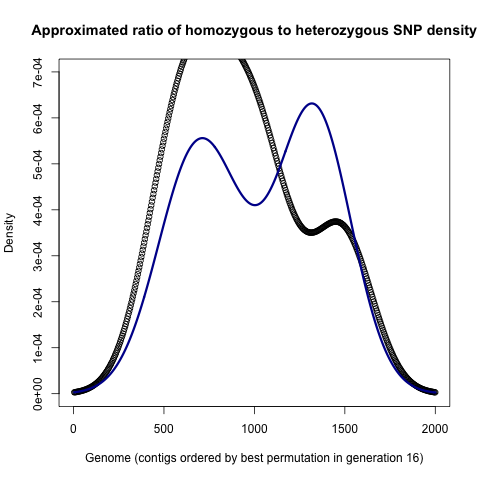 Approximated ratio of homozygous to heterozygous SNP density
7e-04
6e-04
5e-04
4e-04
3e-04
2e-04
1e-04
0e+00
Density
0 500 1000 1500 2000
Genome (contigs ordered by best permutation in generation 16)